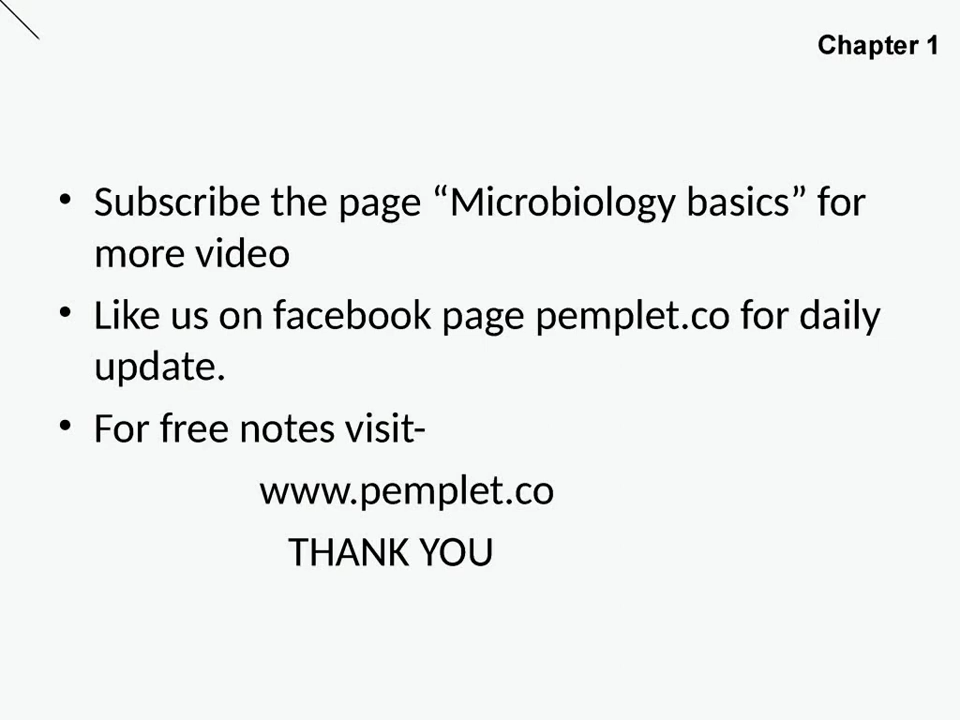 Chapter 1
• Subscribe the page “Microbiology basics” for
more video
• Like us on facebook page pemplet.co for daily
update.
• For free notes visit-
www.pemplet.co
THANK YOU